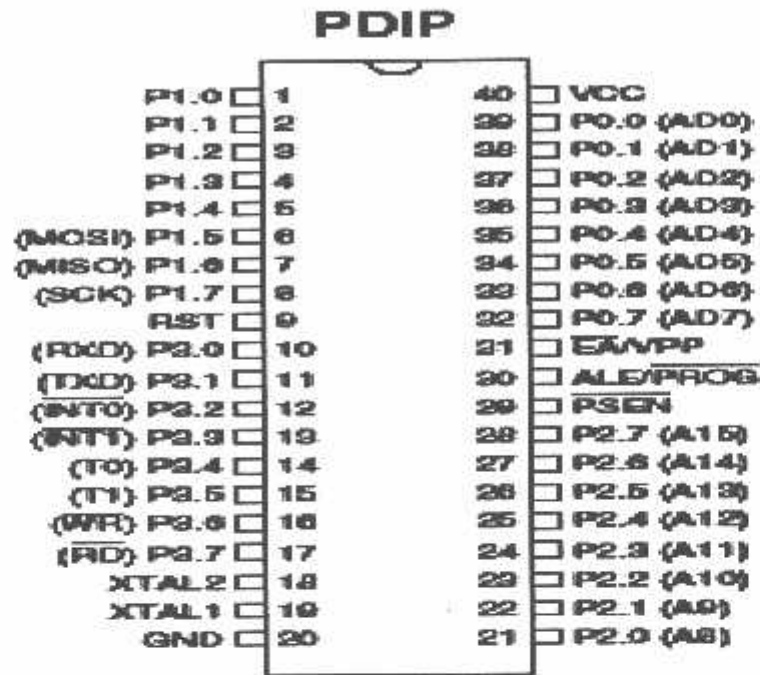 PDIP
P1.0 1 40 VCC
P1.1 2 39 P0.0 (AD0)
P1.2 3 38 P0.1 (AD1)
P1.3 4 37 P0.2 (AD2)
P1.4 5 36 P0.3 (AD3)
(MOSI) P1.5 6 35 P0.4 (AD4)
(MISO) P1.6 7 34 P0.5 (AD5)
(SCK) P1.7 8 33 P0.6 (AD6)
RST 9 32 P0.7 (AD7)
(RXD) P3.0 10 31 E̅A̅/VPP
(TXD) P3.1 11 30 ALE/P̅R̅O̅G̅
(I̅N̅T̅0̅) P3.2 12 29 P̅S̅E̅N̅
(I̅N̅T̅1̅) P3.3 13 28 P2.7 (A15)
(T0) P3.4 14 27 P2.6 (A14)
(T1) P3.5 15 26 P2.5 (A13)
(W̅R̅) P3.6 16 25 P2.4 (A12)
(R̅D̅) P3.7 17 24 P2.3 (A11)
XTAL2 18 23 P2.2 (A10)
XTAL1 19 22 P2.1 (A9)
GND 20 21 P2.0 (A8)